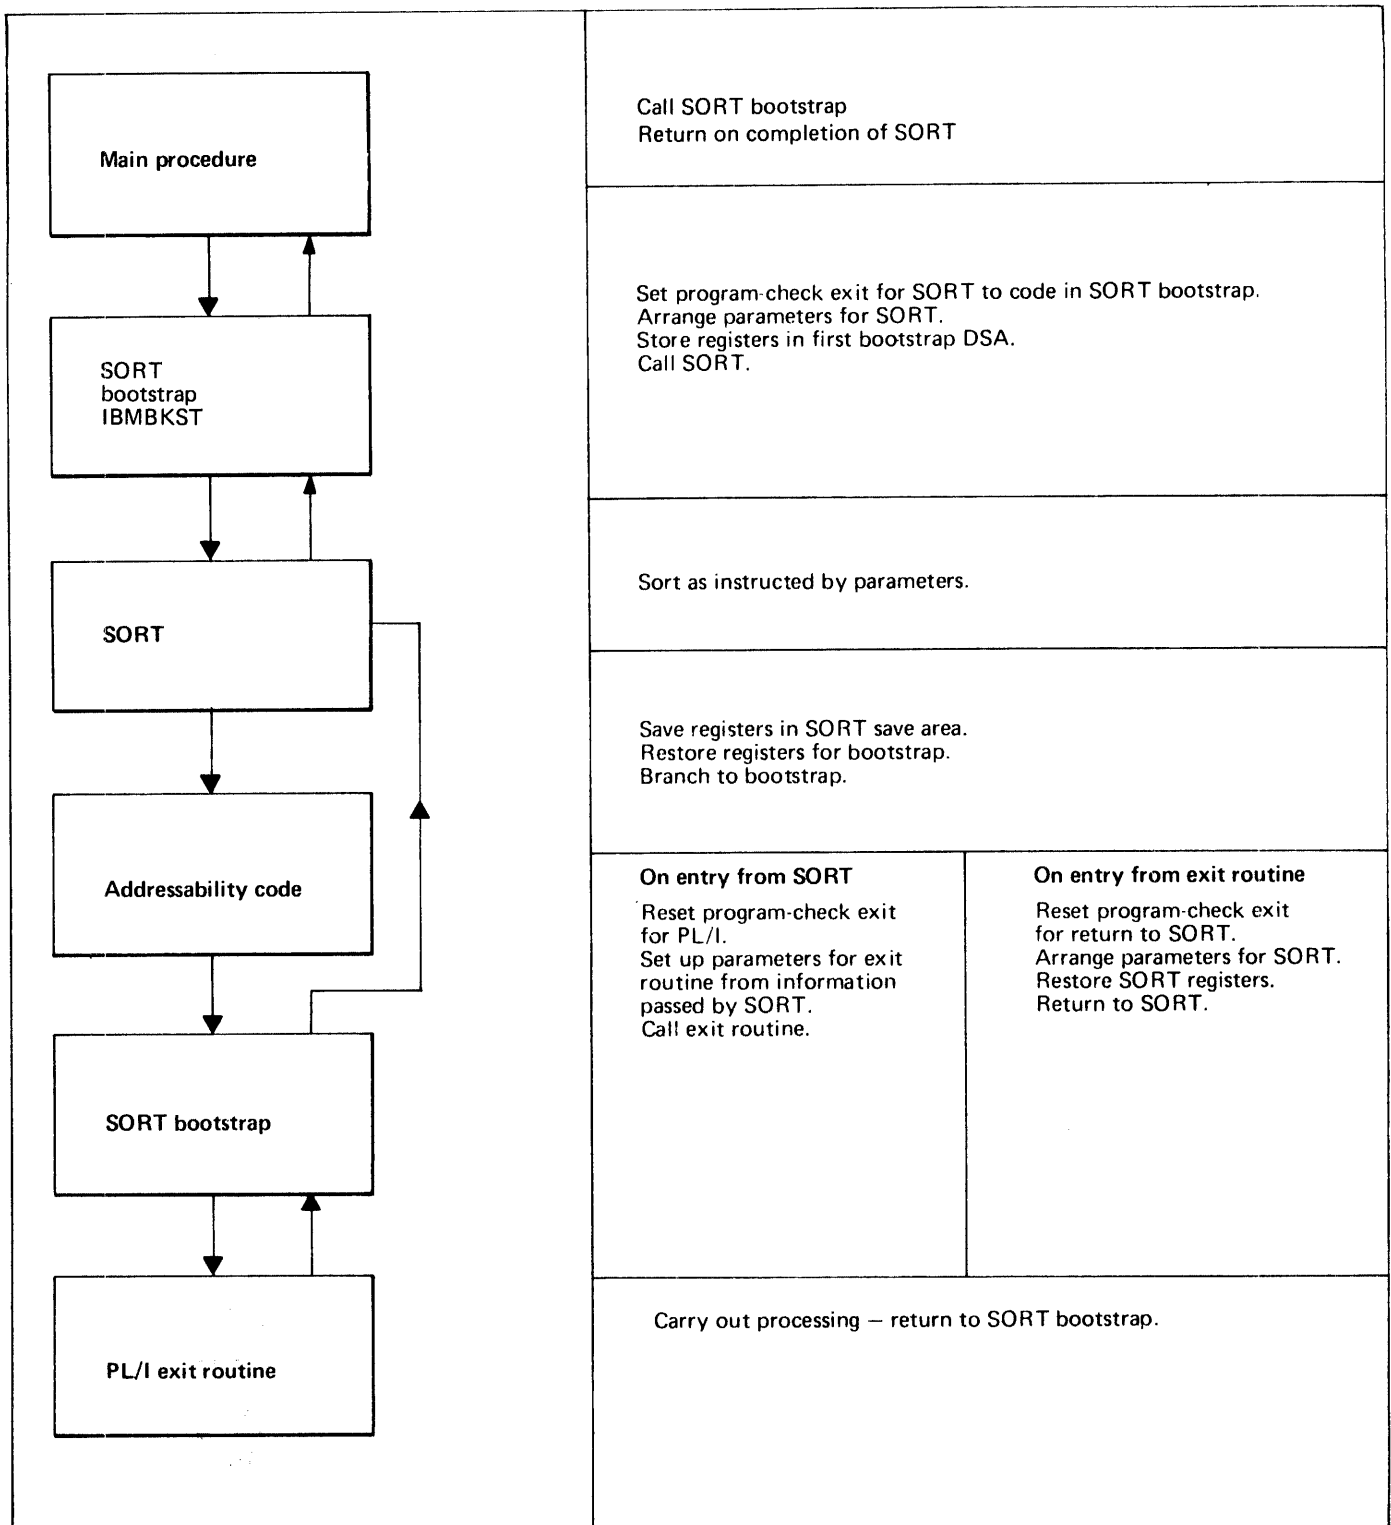 Main procedure
Call SORT bootstrap
Return on completion of SORT
SORT
bootstrap
IBMBKST
Set program-check exit for SORT to code in SORT bootstrap.
Arrange parameters for SORT.
Store registers in first bootstrap DSA.
Call SORT.
SORT
Sort as instructed by parameters.
Addressability code
Save registers in SORT save area.
Restore registers for bootstrap.
Branch to bootstrap.
SORT bootstrap
On entry from SORT
Reset program-check exit
for PL/I.
Set up parameters for exit
routine from information
passed by SORT.
Call exit routine.
On entry from exit routine
Reset program-check exit
for return to SORT.
Arrange parameters for SORT.
Restore SORT registers.
Return to SORT.
PL/I exit routine
Carry out processing — return to SORT bootstrap.